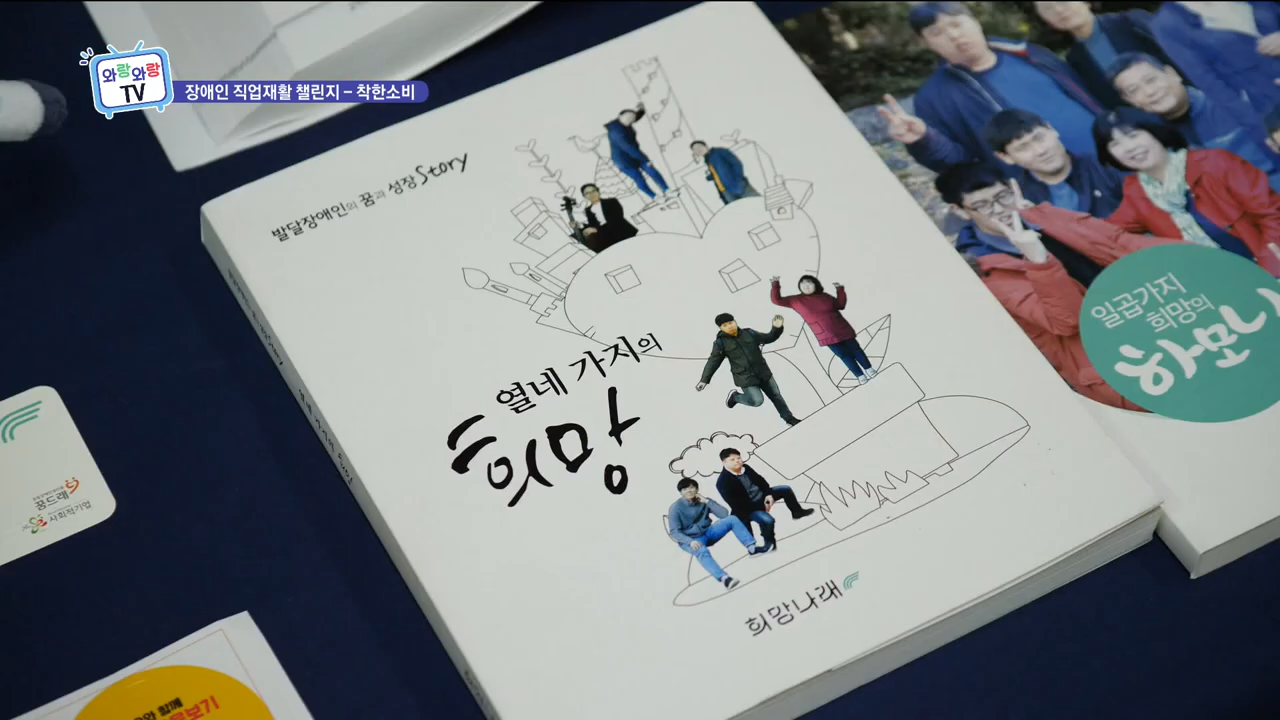 와랑와랑
TV
장애인 직업재활 챌린지 – 착한소비
발달장애인의 꿈과 성장 Story
열네 가지의
희망
희망나래
일곱가지
희망의
하모니
꿈드래
사회적기업